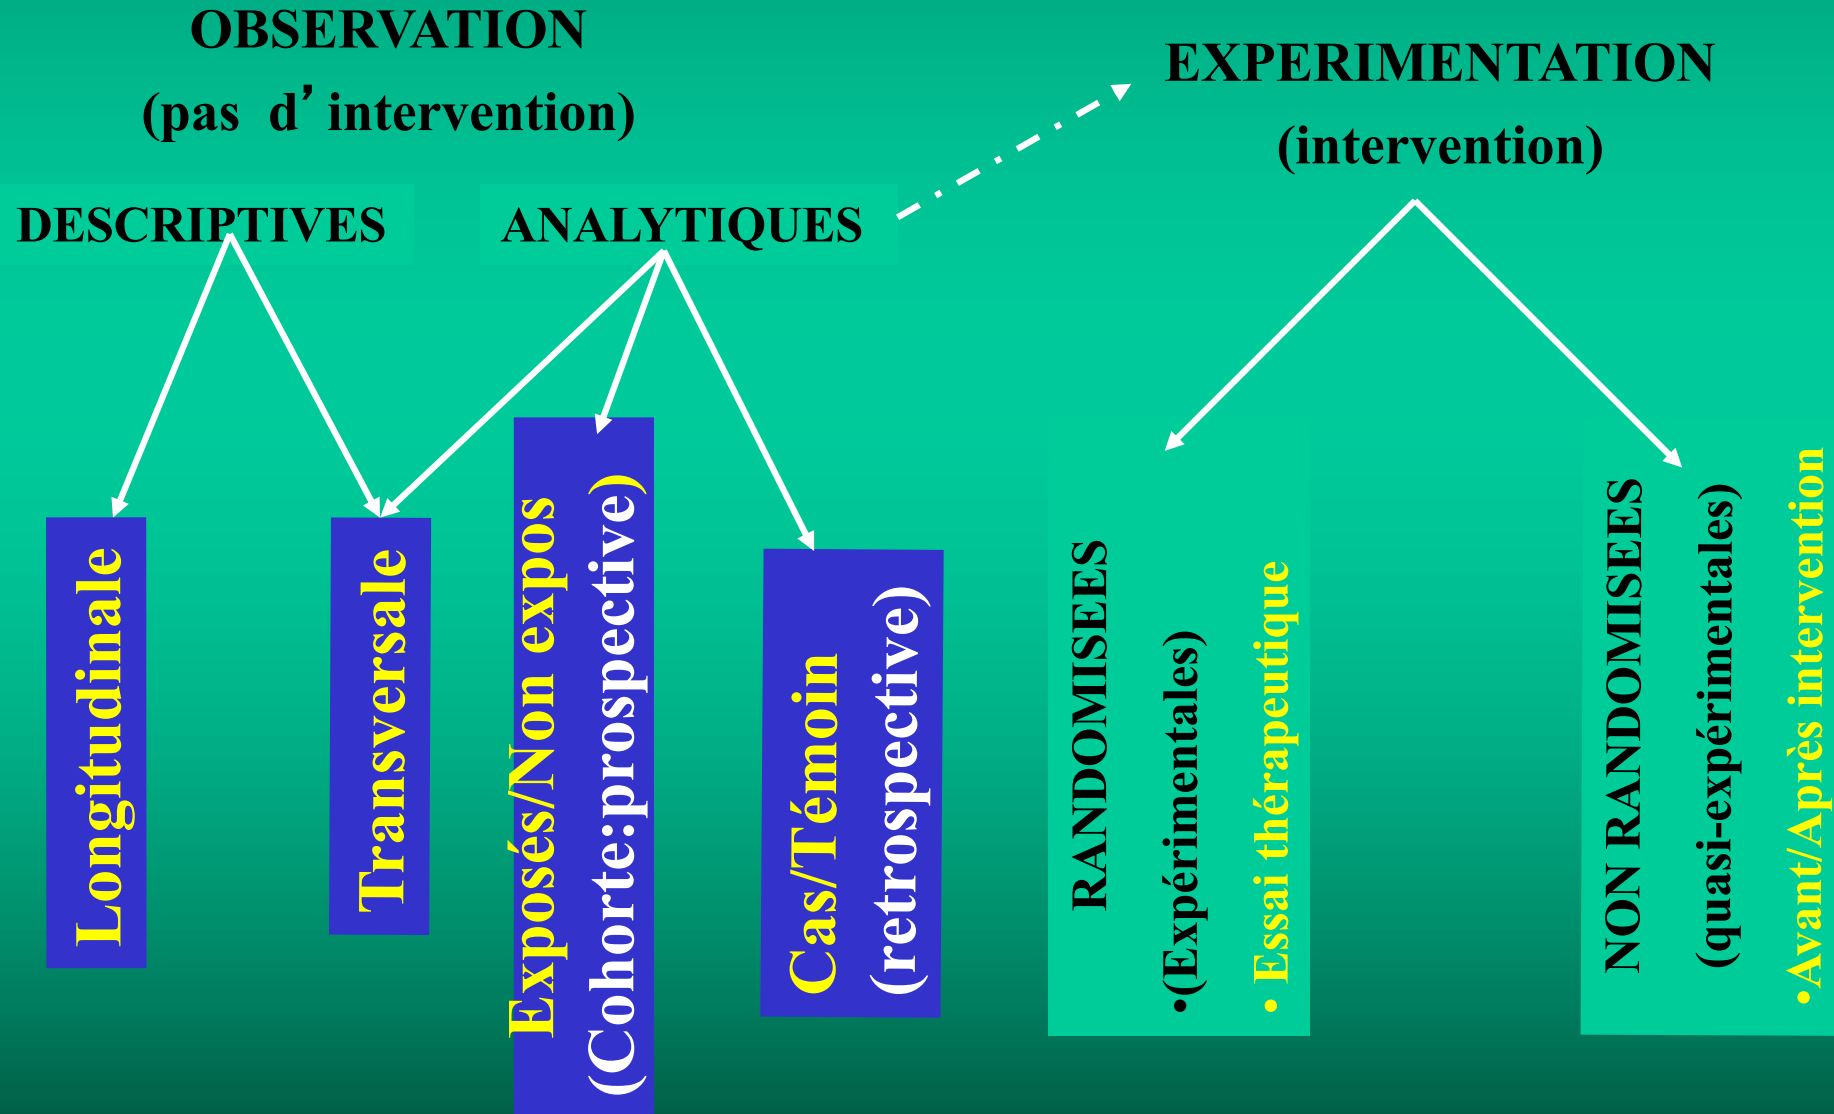 OBSERVATION
(pas d’ intervention)
EXPERIMENTATION
(intervention)
DESCRIPTIVES
ANALYTIQUES
Longitudinale
Transversale
Exposés/Non expos
(Cohorte:prospective)
Cas/Témoin
(retrospective)
RANDOMISEES
•(Expérimentales)
• Essai thérapeutique
NON RANDOMISEES
(quasi-expérimentales)
•Avant/Après intervention